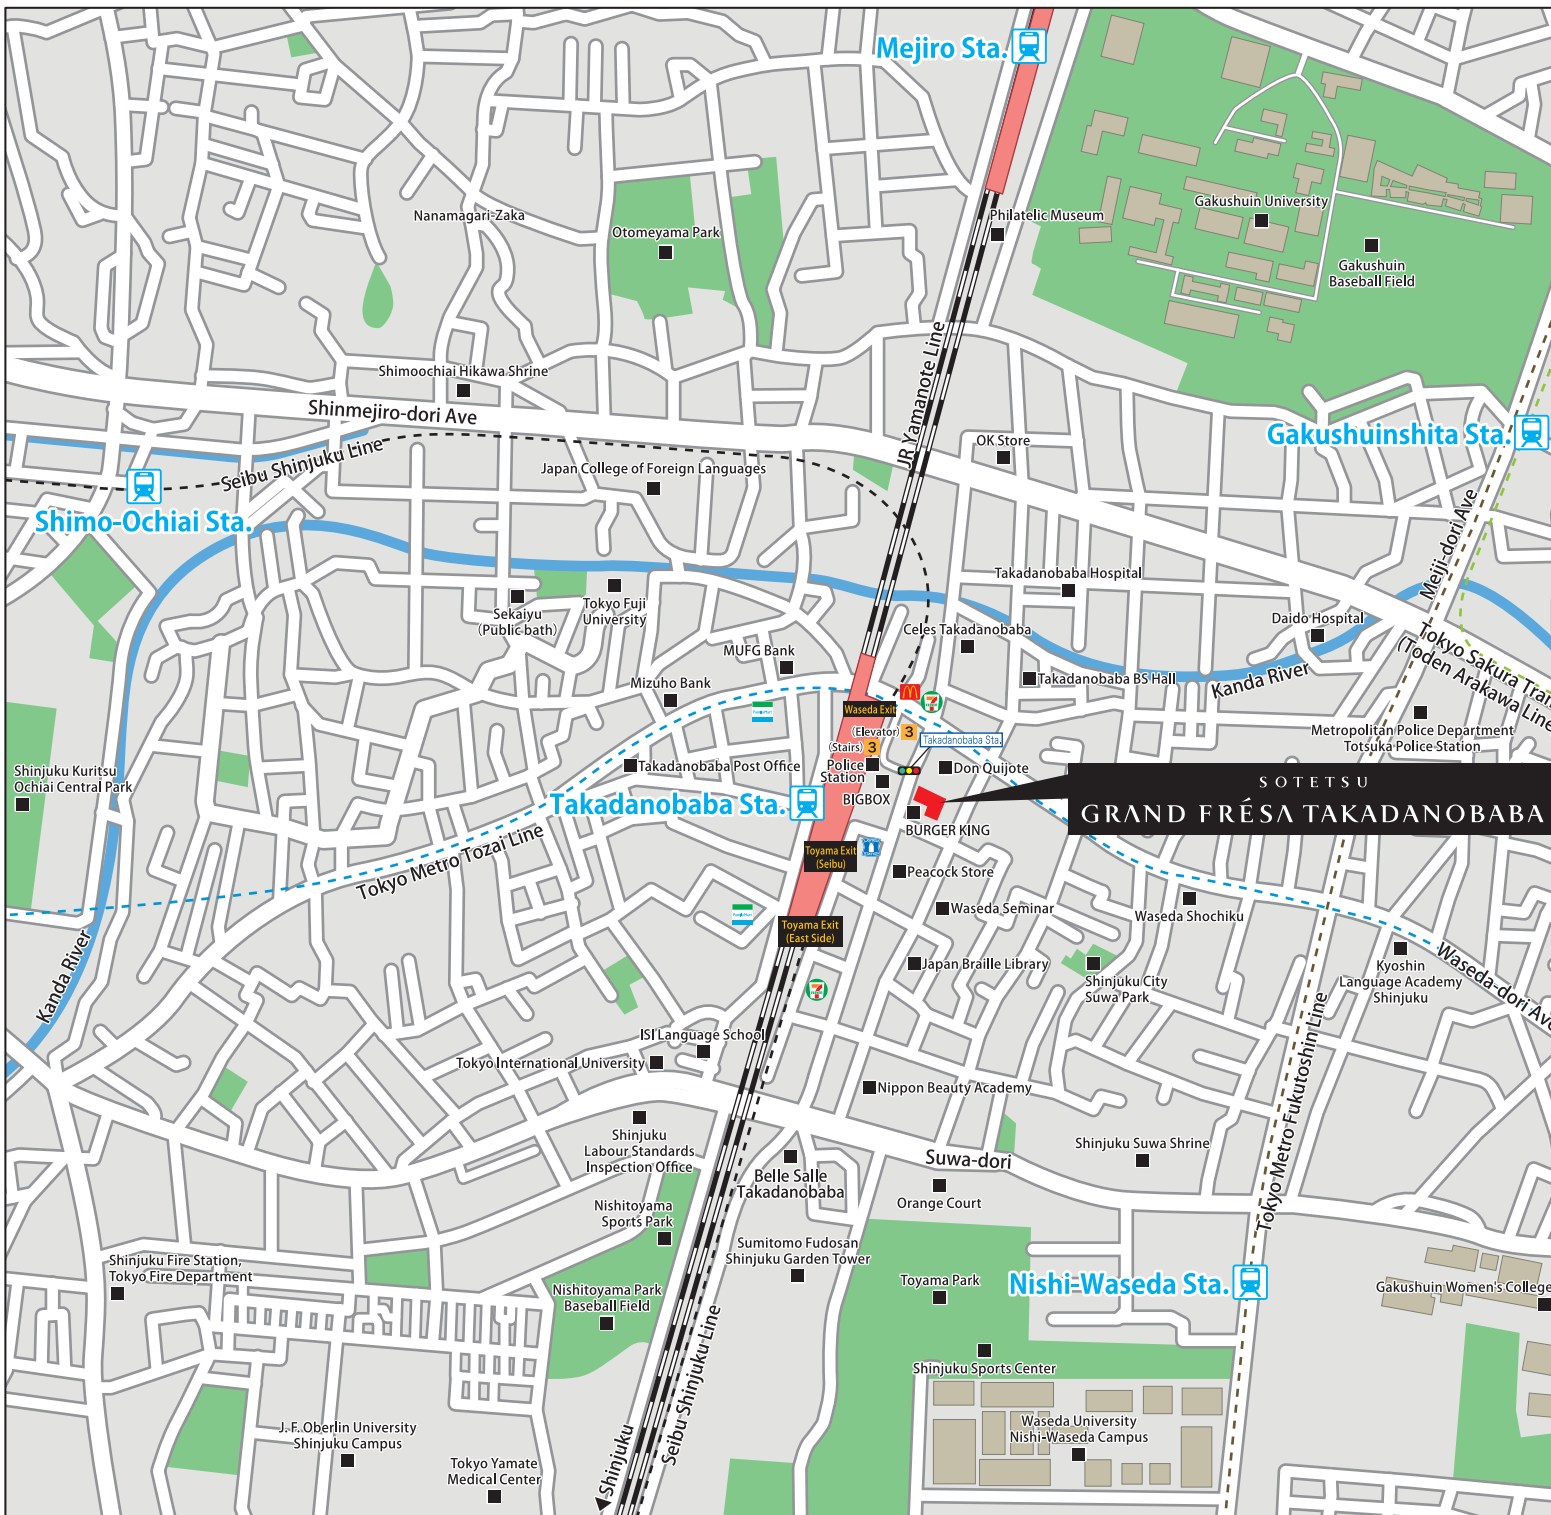 Mejiro Sta.
Nanamagari-Zaka
Otomeyama Park
Philatelic Museum
Gakushuin University
Gakushuin
Baseball Field
JR Yamanote Line
Shimoochiai Hikawa Shrine
Shinmejiro-dori Ave
Seibu Shinjuku Line
Shimo-Ochiai Sta.
Japan College of Foreign Languages
OK Store
Gakushuinshita Sta.
Meiji-dori Ave
Takadanobaba Hospital
Sekaiyu
(Public bath)
Tokyo Fuji
University
Celes Takadanobaba
Daido Hospital
Tokyo Sakura Tram
(Toden Arakawa Line)
MUFG Bank
Mizuho Bank
Takadanobaba BS Hall
Kanda River
FamilyMart
Waseda Exit
(Elevator) 3
(Stairs) 3
Takadanobaba Sta.
Metropolitan Police Department
Totsuka Police Station
Shinjuku Kuritsu
Ochiai Central Park
Takadanobaba Post Office
Police
Station
Don Quijote
BIGBOX
BURGER KING
SOTETSU
GRAND FRÉSA TAKADANOBABA
Takadanobaba Sta.
Tokyo Metro Tozai Line
Toyama Exit
(Seibu)
Peacock Store
Waseda Seminar
Waseda Shochiku
FamilyMart
Toyama Exit
(East Side)
Japan Braille Library
Shinjuku City
Suwa Park
Kyoshin
Language Academy
Shinjuku
Waseda-dori Ave
Kanda River
ISI Language School
Tokyo International University
Nippon Beauty Academy
Tokyo Metro Fukutoshin Line
Shinjuku
Labour Standards
Inspection Office
Belle Salle
Takadanobaba
Suwa-dori
Shinjuku Suwa Shrine
Orange Court
Nishitoyama
Sports Park
Sumitomo Fudosan
Shinjuku Garden Tower
Shinjuku Fire Station,
Tokyo Fire Department
Nishitoyama Park
Baseball Field
Toyama Park
Nishi-Waseda Sta.
Gakushuin Women's College
Seibu Shinjuku Line
Shinjuku Sports Center
J. F. Oberlin University
Shinjuku Campus
Waseda University
Nishi-Waseda Campus
Tokyo Yamate
Medical Center
Shinjuku